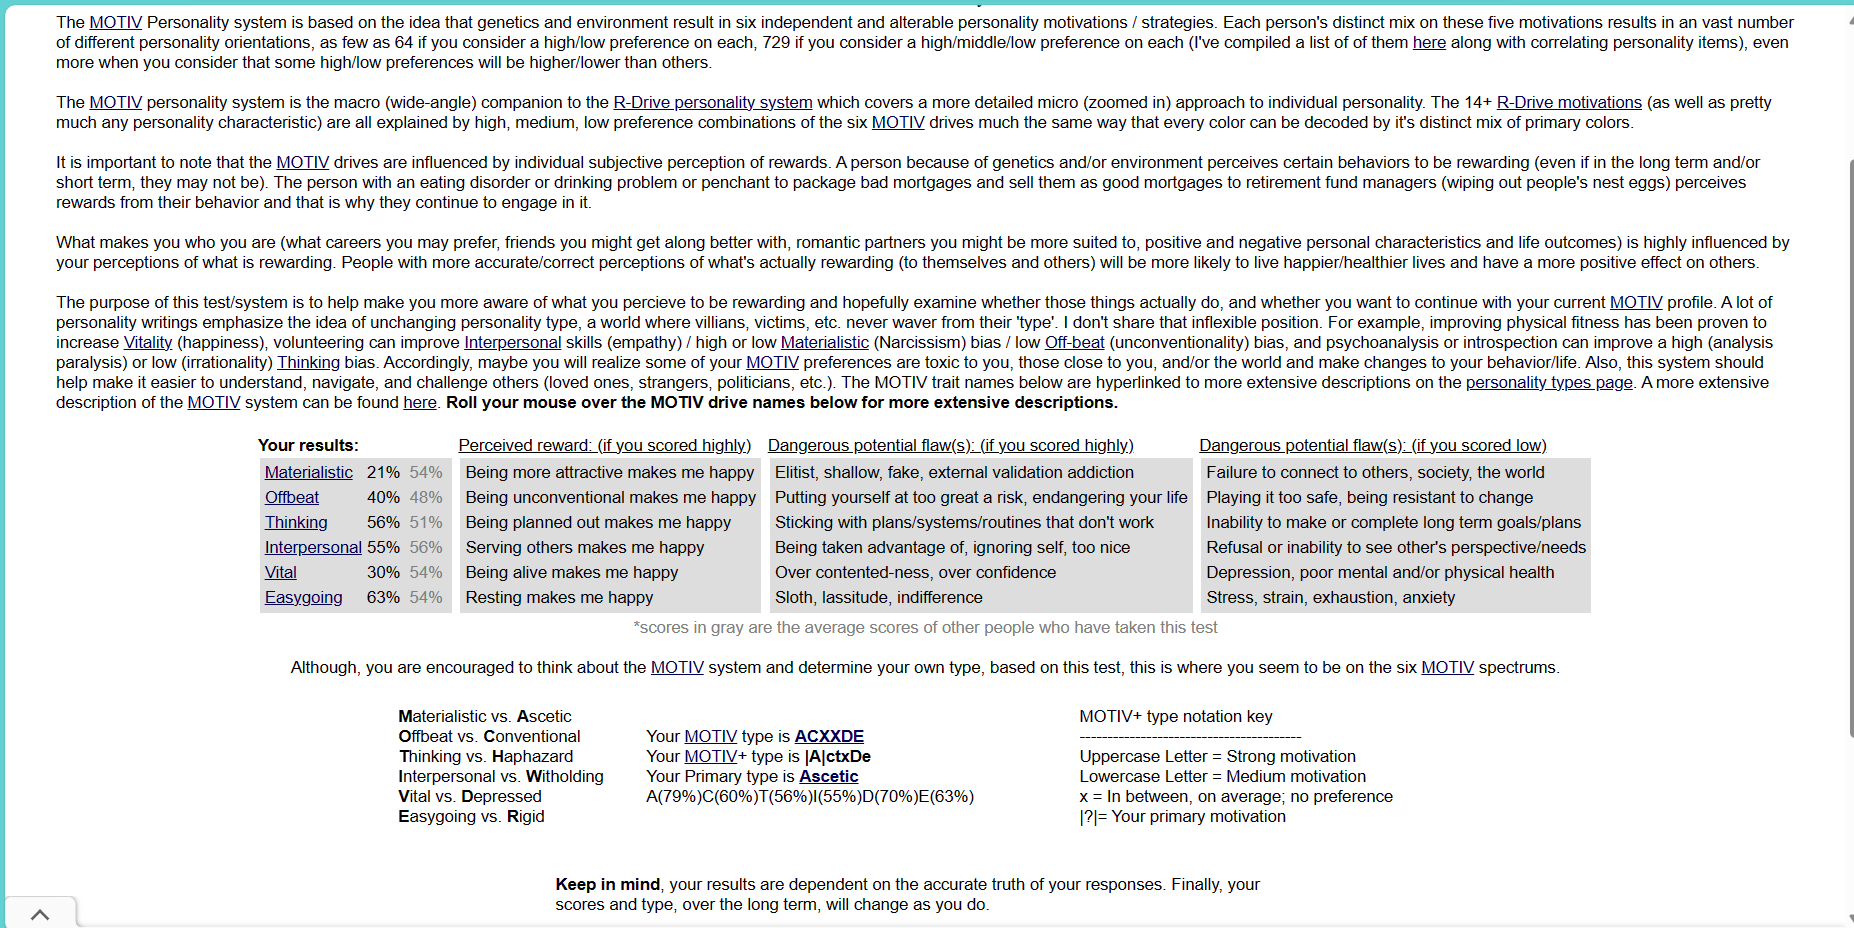 The MOTIV Personality system is based on the idea that genetics and environment result in six independent and alterable personality motivations / strategies. Each person's distinct mix on these five motivations results in an vast number
of different personality orientations, as few as 64 if you consider a high/low preference on each, 729 if you consider a high/middle/low preference on each (I've compiled a list of of them here along with correlating personality items), even
more when you consider that some high/low preferences will be higher/lower than others.
The MOTIV personality system is the macro (wide-angle) companion to the R-Drive personality system which covers a more detailed micro (zoomed in) approach to individual personality. The 14+ R-Drive motivations (as well as pretty
much any personality characteristic) are all explained by high, medium, low preference combinations of the six MOTIV drives much the same way that every color can be decoded by it's distinct mix of primary colors.
It is important to note that the MOTIV drives are influenced by individual subjective perception of rewards. A person because of genetics and/or environment perceives certain behaviors to be rewarding (even if in the long term and/or
short term, they may not be). The person with an eating disorder or drinking problem or penchant to package bad mortgages and sell them as good mortgages to retirement fund managers (wiping out people's nest eggs) perceives
rewards from their behavior and that is why they continue to engage in it.
What makes you who you are (what careers you may prefer, friends you might get along better with, romantic partners you might be more suited to, positive and negative personal characteristics and life outcomes) is highly influenced by
your perceptions of what is rewarding. People with more accurate/correct perceptions of what's actually rewarding (to themselves and others) will be more likely to live happier/healthier lives and have a more positive effect on others.
The purpose of this test/system is to help make you more aware of what you percieve to be rewarding and hopefully examine whether those things actually do, and whether you want to continue with your current MOTIV profile. A lot of
personality writings emphasize the idea of unchanging personality type, a world where villians, victims, etc. never waver from their 'type'. I don't share that inflexible position. For example, improving physical fitness has been proven to
increase Vitality (happiness), volunteering can improve Interpersonal skills (empathy) / high or low Materialistic (Narcissism) bias / low Off-beat (unconventionality) bias, and psychoanalysis or introspection can improve a high (analysis
paralysis) or low (irrationality) Thinking bias. Accordingly, maybe you will realize some of your MOTIV preferences are toxic to you, those close to you, and/or the world and make changes to your behavior/life. Also, this system should
help make it easier to understand, navigate, and challenge others (loved ones, strangers, politicians, etc.). The MOTIV trait names below are hyperlinked to more extensive descriptions on the personality types page. A more extensive
description of the MOTIV system can be found here. Roll your mouse over the MOTIV drive names below for more extensive descriptions.
Your results: Perceived reward: (if you scored highly) Dangerous potential flaw(s): (if you scored highly) Dangerous potential flaw(s): (if you scored low)
Materialistic 21% 54% Being more attractive makes me happy Elitist, shallow, fake, external validation addiction Failure to connect to others, society, the world
Offbeat 40% 48% Being unconventional makes me happy Putting yourself at too great a risk, endangering your life Playing it too safe, being resistant to change
Thinking 56% 51% Being planned out makes me happy Sticking with plans/systems/routines that don't work Inability to make or complete long term goals/plans
Interpersonal 55% 56% Serving others makes me happy Being taken advantage of, ignoring self, too nice Refusal or inability to see other's perspective/needs
Vital 30% 54% Being alive makes me happy Over contented-ness, over confidence Depression, poor mental and/or physical health
Easygoing 63% 54% Resting makes me happy Sloth, lassitude, indifference Stress, strain, exhaustion, anxiety
*scores in gray are the average scores of other people who have taken this test
Although, you are encouraged to think about the MOTIV system and determine your own type, based on this test, this is where you seem to be on the six MOTIV spectrums.
Materialistic vs. Ascetic
Offbeat vs. Conventional
Thinking vs. Haphazard
Interpersonal vs. Witholding
Vital vs. Depressed
Easygoing vs. Rigid
Your MOTIV type is ACXXDE
Your MOTIV+ type is |A|ctxDe
Your Primary type is Ascetic
A(79%)C(60%)T(56%)I(55%)D(70%)E(63%)
MOTIV+ type notation key
----------------------------------------
Uppercase Letter = Strong motivation
Lowercase Letter = Medium motivation
x = In between, on average; no preference
|?|= Your primary motivation
Keep in mind, your results are dependent on the accurate truth of your responses. Finally, your
scores and type, over the long term, will change as you do.